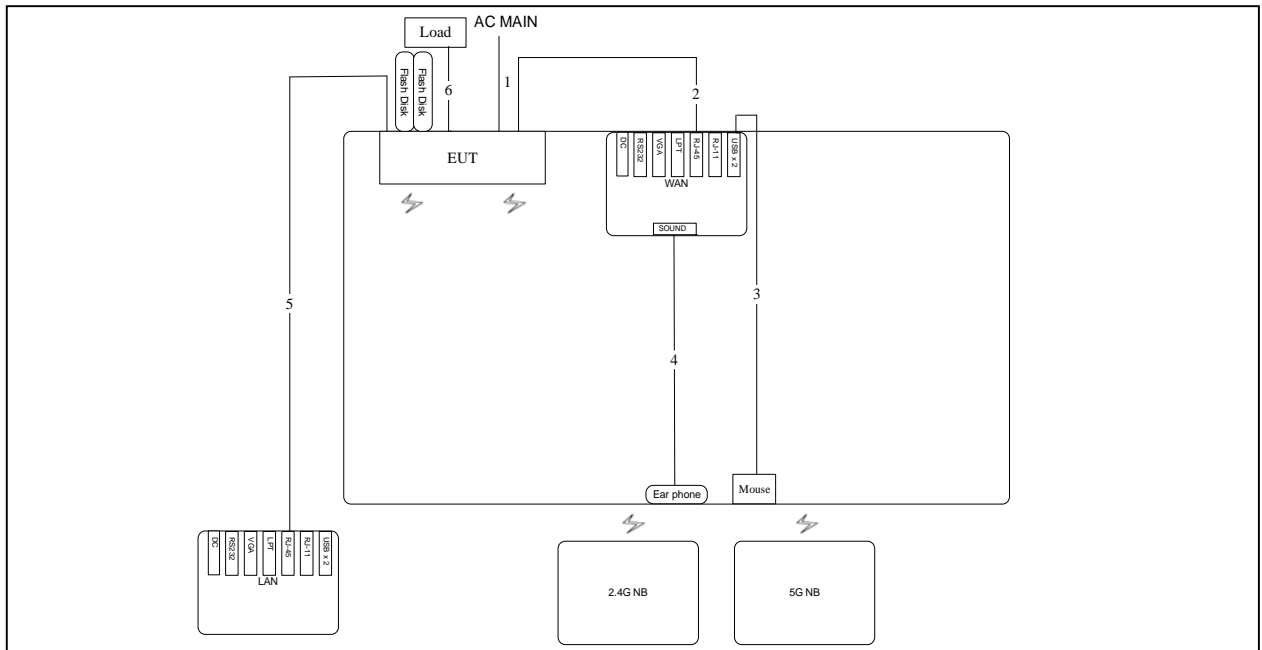 AC MAIN
Load
Flash Disk
Flash Disk
6
1
2
EUT
DC
RS232
VGA
LPT
RJ-45
RJ-11
USB x 2
WAN
SOUND
5
3
4
Ear phone
Mouse
DC
RS232
VGA
LPT
RJ-45
RJ-11
USB x 2
LAN
2.4G NB
5G NB